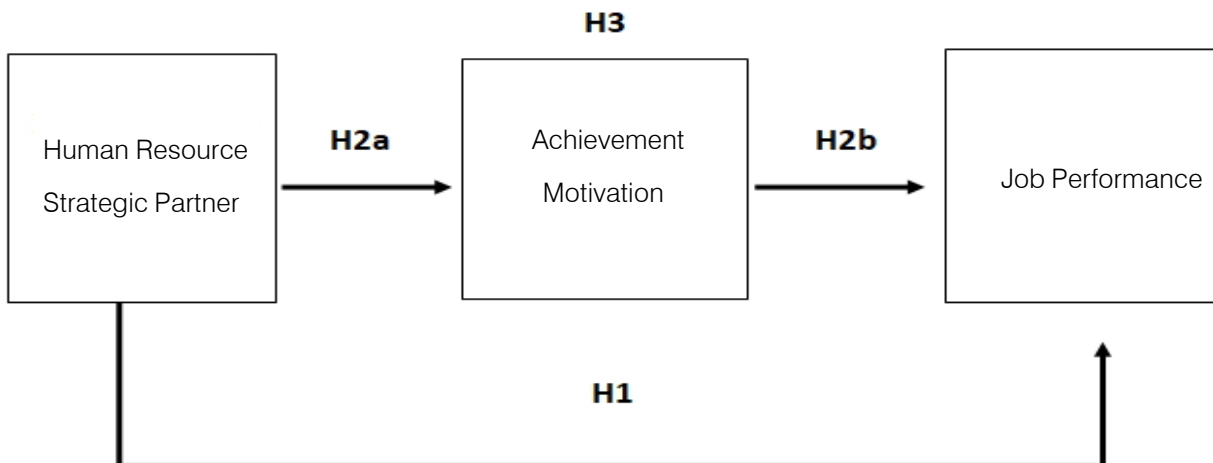 H3
Human Resource
Strategic Partner
H2a
Achievement
Motivation
H2b
Job Performance
H1